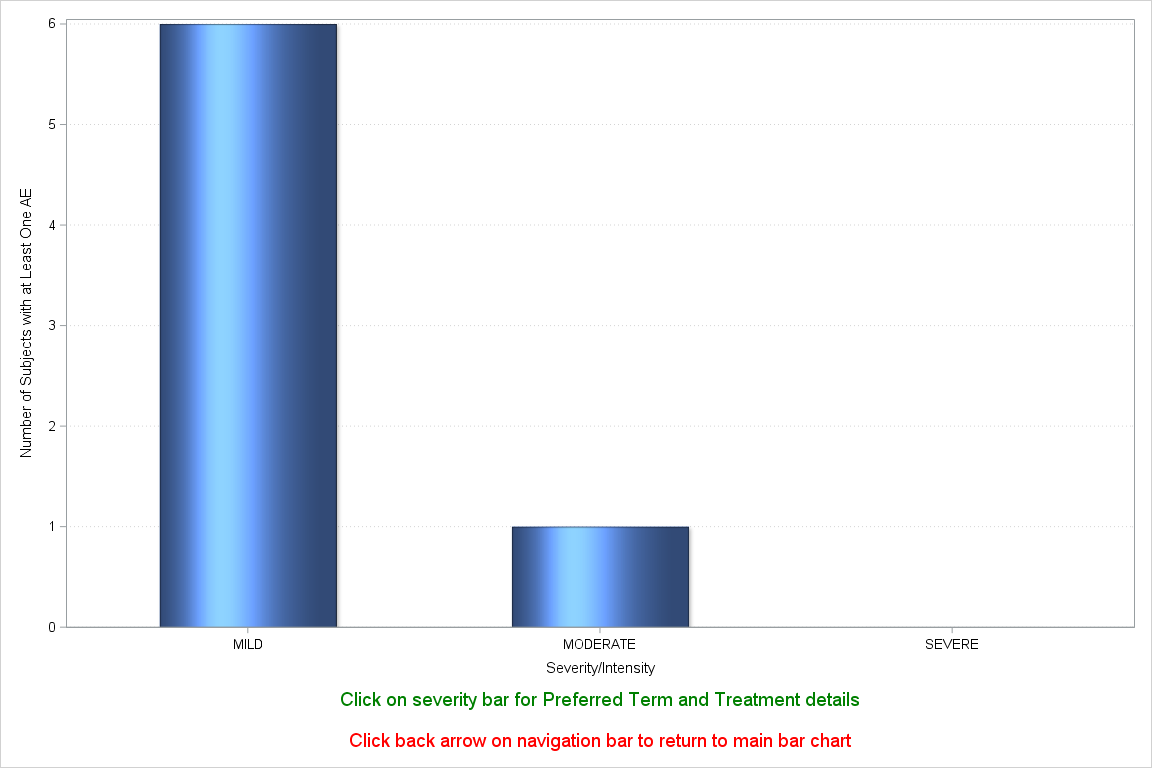 6
5
4
3
2
1
0
Number of Subjects with at Least One AE
MILD
MODERATE
SEVERE
Severity/Intensity
Click on severity bar for Preferred Term and Treatment details
Click back arrow on navigation bar to return to main bar chart